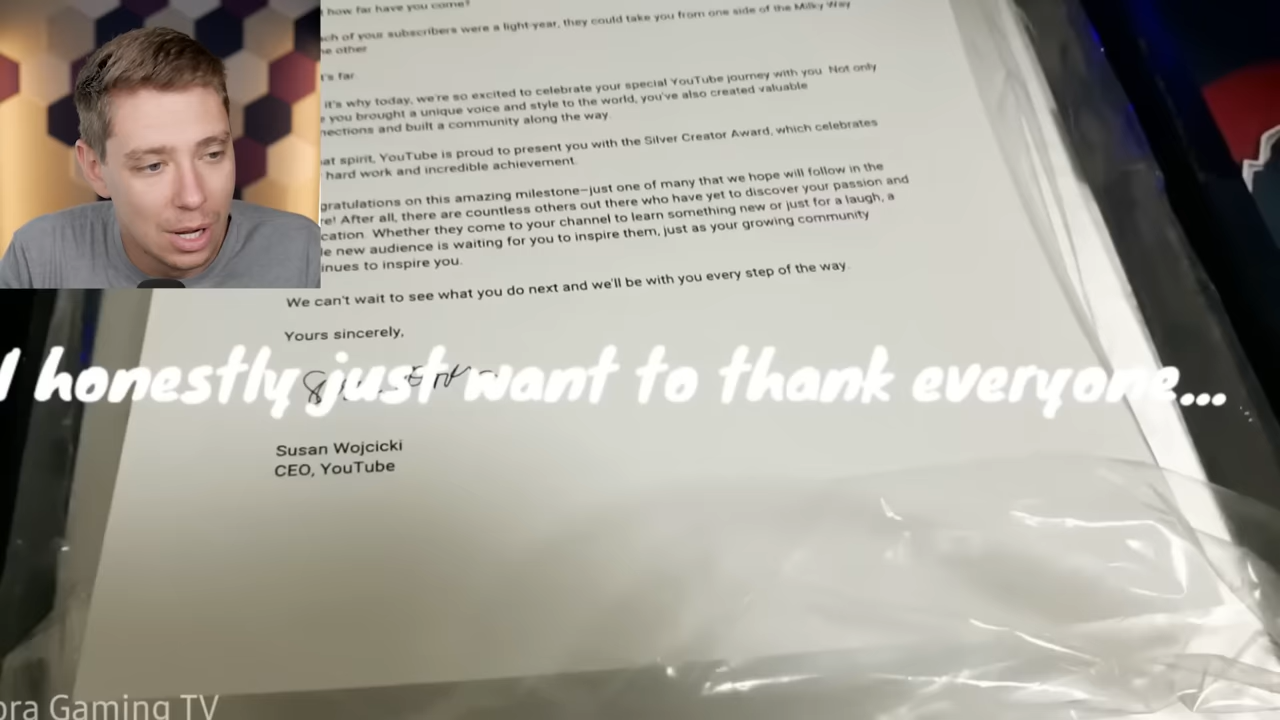 how far have you come?
of your subscribers were a light-year, they could take you from one side of the Milky Way
other
far
it's why today, we're so excited to celebrate your special YouTube journey with you. Not only
you brought a unique voice and style to the world, you've also created valuable
and built a community along the way.
spirit, YouTube is proud to present you with the Silver Creator Award, which celebrates
hard work and incredible achievement.
gratulations on this amazing milestone—just one of many that we hope will follow in the
re! After all, there are countless others out there who have yet to discover your passion and
cation. Whether they come to your channel to learn something new or just for a laugh, a
new audience is waiting for you to inspire them, just as your growing community
inues to inspire you.
We can't wait to see what you do next and we'll be with you every step of the way.
Yours sincerely,
I honestly just want to thank everyone...
Susan Wojcicki
CEO, YouTube
ora Gaming TV